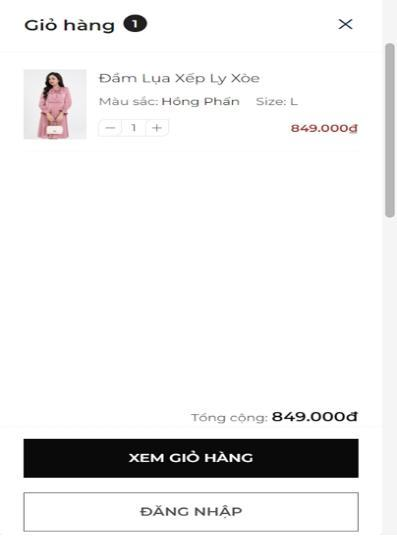 Giỏ hàng 1
Đầm Lụa Xếp Ly Xòe
Màu sắc: Hồng Phấn Size: L
— 1 + 849.000₫
Tổng cộng: 849.000đ
XEM GIỎ HÀNG
ĐĂNG NHẬP